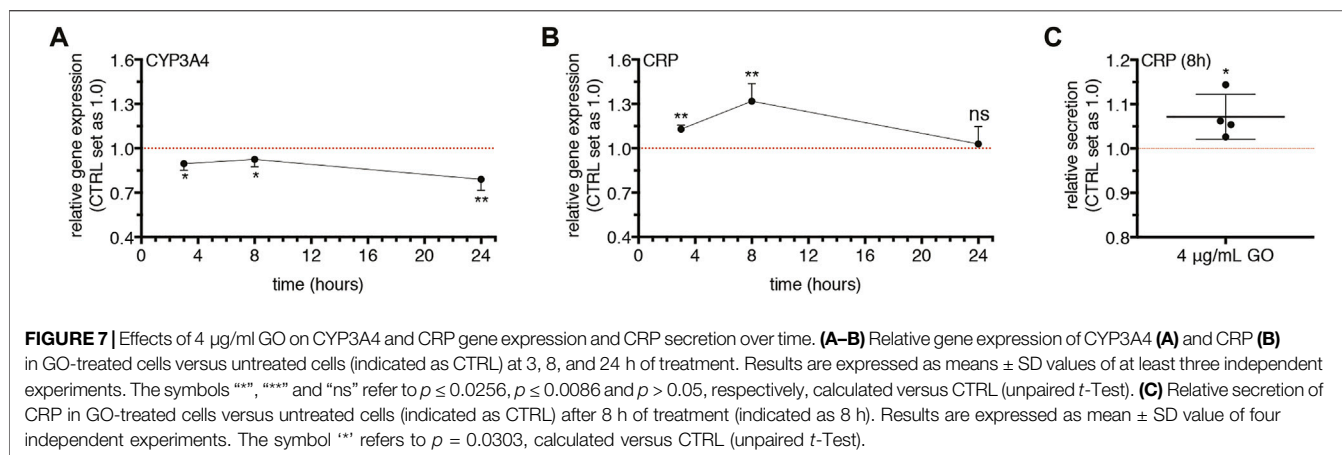 A
B
C
CYP3A4
relative gene expression
(CTRL set as 1.0)
1.6
1.3
1.0
0.7
0.4
* * **
0 4 8 12 16 20 24
time (hours)
CRP
relative gene expression
(CTRL set as 1.0)
1.6
1.3
1.0
0.7
0.4
** ** ns
0 4 8 12 16 20 24
time (hours)
CRP (8h)
relative secretion
(CTRL set as 1.0)
1.2
1.1
1.0
0.9
0.8
*
4 µg/mL GO
FIGURE 7 | Effects of 4 µg/ml GO on CYP3A4 and CRP gene expression and CRP secretion over time. (A–B) Relative gene expression of CYP3A4 (A) and CRP (B)
in GO-treated cells versus untreated cells (indicated as CTRL) at 3, 8, and 24 h of treatment. Results are expressed as means ± SD values of at least three independent
experiments. The symbols “*”, “**” and “ns” refer to p ≤ 0.0256, p ≤ 0.0086 and p > 0.05, respectively, calculated versus CTRL (unpaired t-Test). (C) Relative secretion of
CRP in GO-treated cells versus untreated cells (indicated as CTRL) after 8 h of treatment (indicated as 8 h). Results are expressed as mean ± SD value of four
independent experiments. The symbol ‘*’ refers to p = 0.0303, calculated versus CTRL (unpaired t-Test).